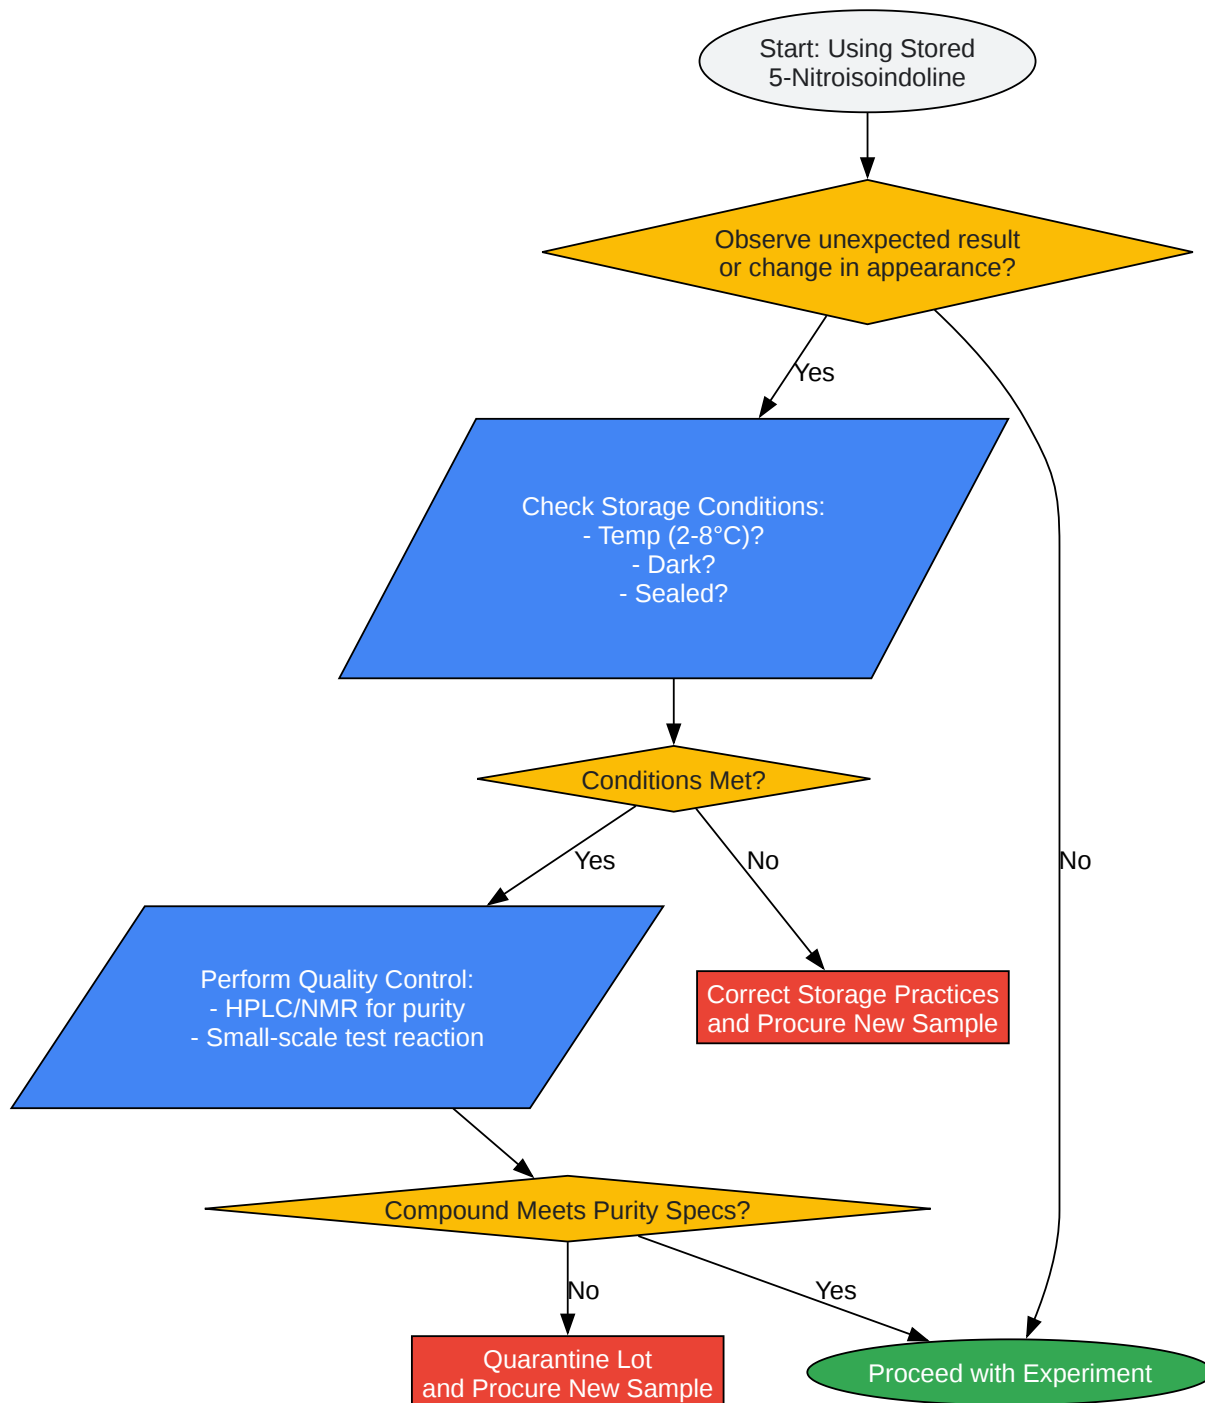 Start: Using Stored
5-Nitroisoindoline
Observe unexpected result
or change in appearance?
Yes
Check Storage Conditions:
- Temp (2-8°C)?
- Dark?
- Sealed?
Conditions Met?
Yes
No
No
Perform Quality Control:
- HPLC/NMR for purity
- Small-scale test reaction
Correct Storage Practices
and Procure New Sample
Compound Meets Purity Specs?
No
Yes
Quarantine Lot
and Procure New Sample
Proceed with Experiment